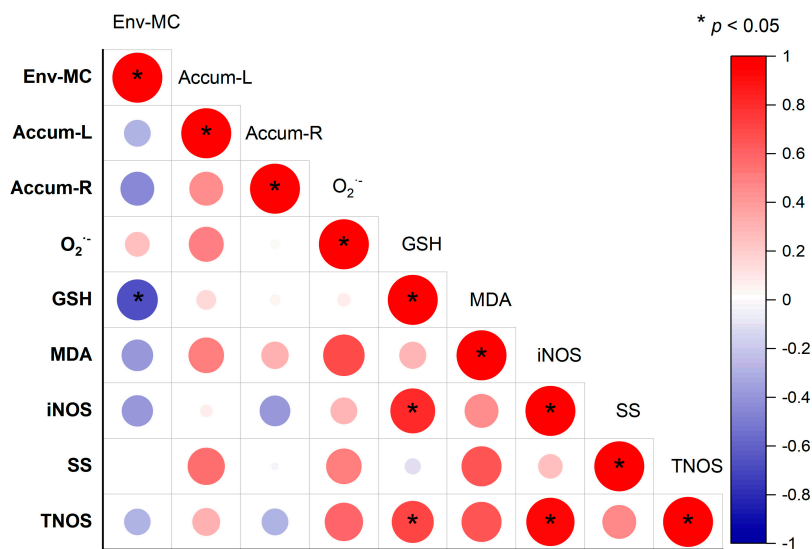 Env-MC
* p < 0.05
Env-MC * Accum-L
Accum-L * Accum-R
Accum-R * O₂·⁻
O₂·⁻ * GSH
GSH * * MDA
MDA * iNOS
iNOS * * SS
SS * TNOS
TNOS * * *
1
0.8
0.6
0.4
0.2
0
-0.2
-0.4
-0.6
-0.8
-1